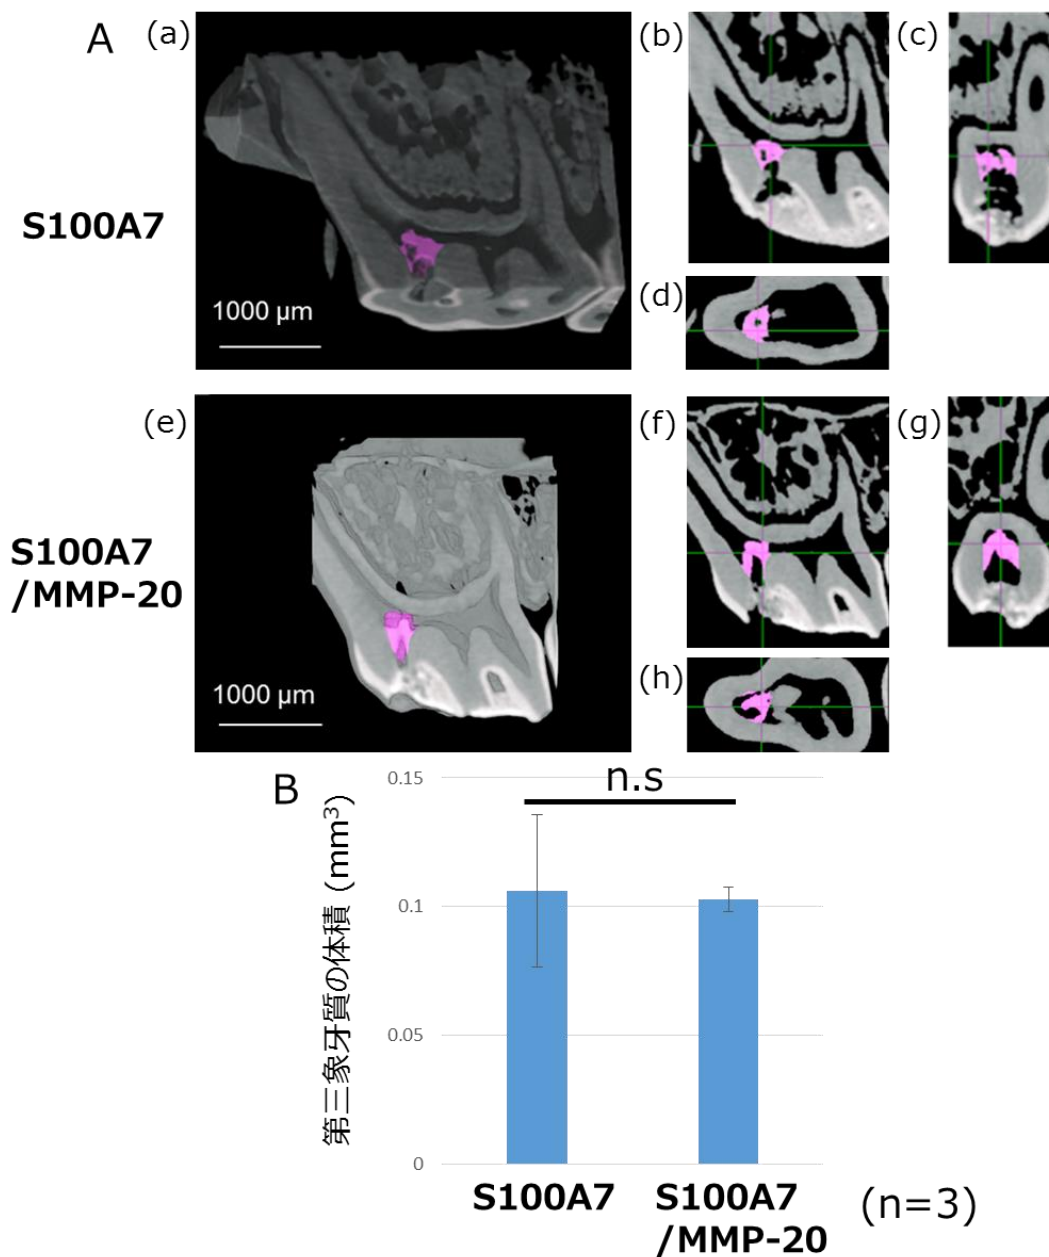 A
(a)
(b)
(c)
S100A7
1000 μm
(d)
(e)
(f)
(g)
S100A7
/MMP-20
1000 μm
(h)
B
第三象牙質の体積 (mm³)
0.15
0.1
0.05
0
n.s
S100A7
S100A7
/MMP-20
(n=3)